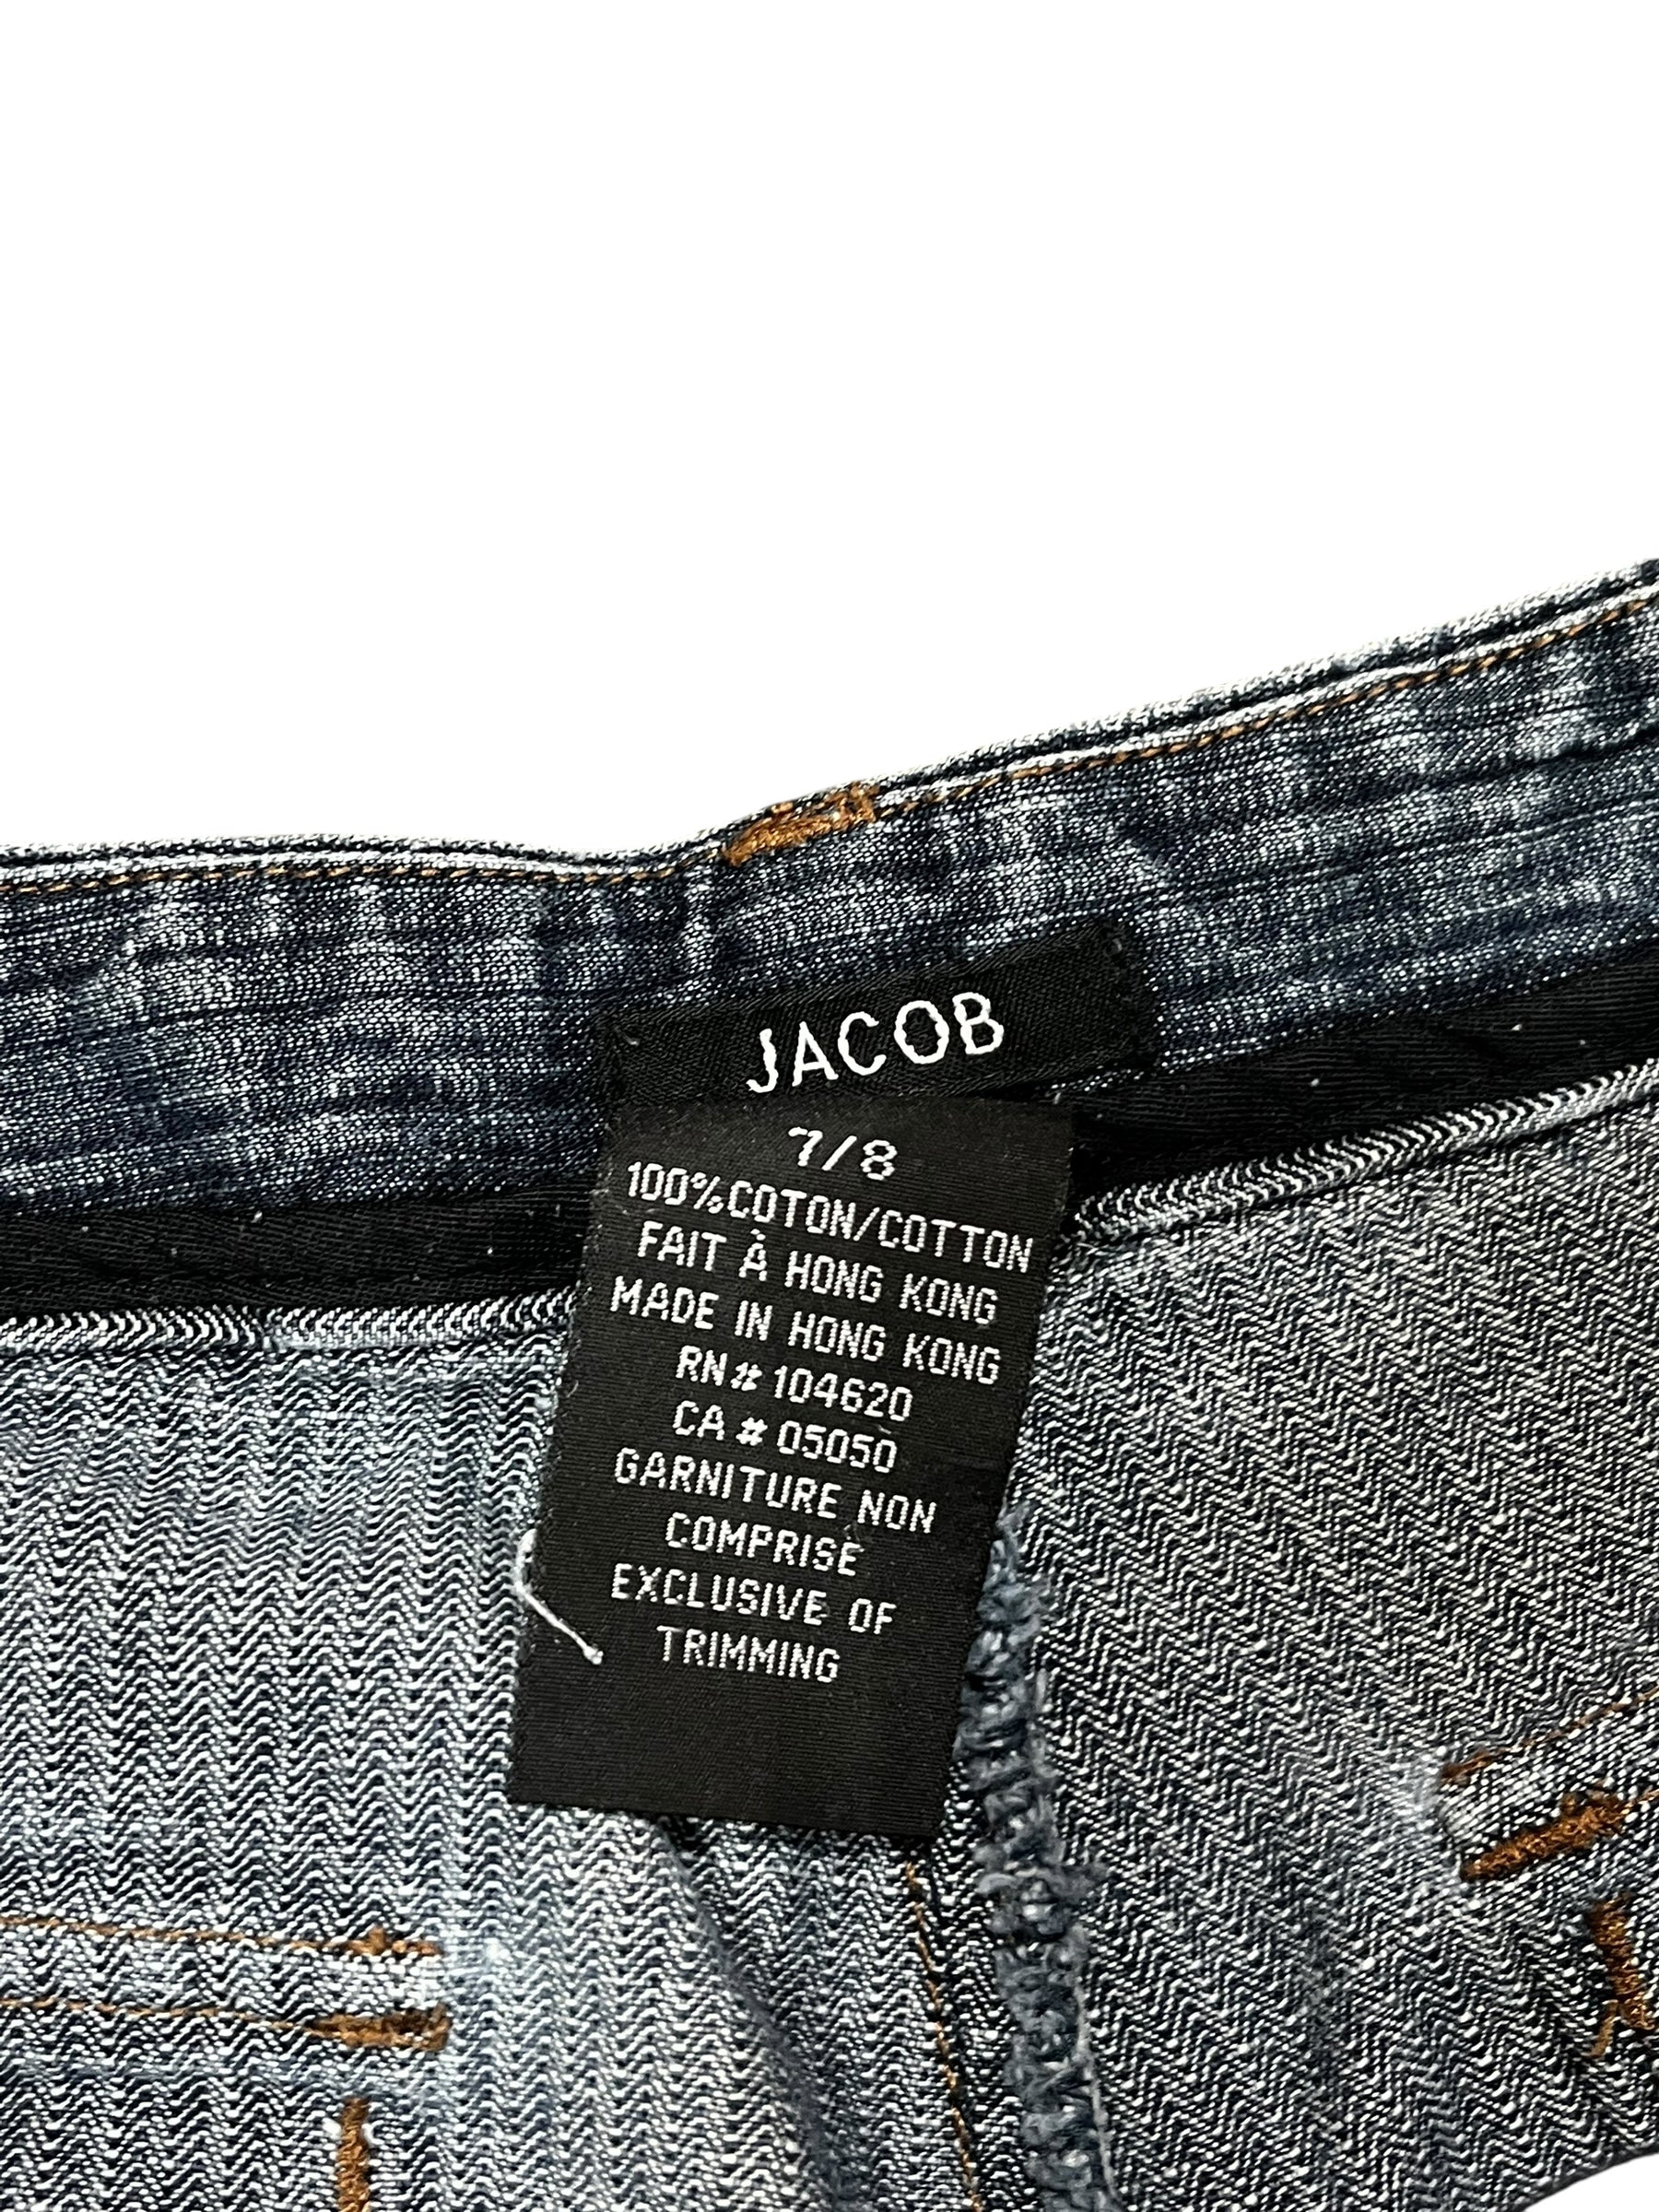 JACOB
7/8
100%COTON/COTTON
FAIT À HONG KONG
MADE IN HONG KONG
RN# 104620
CA # 05050
GARNITURE NON
COMPRISE
EXCLUSIVE OF
TRIMMING